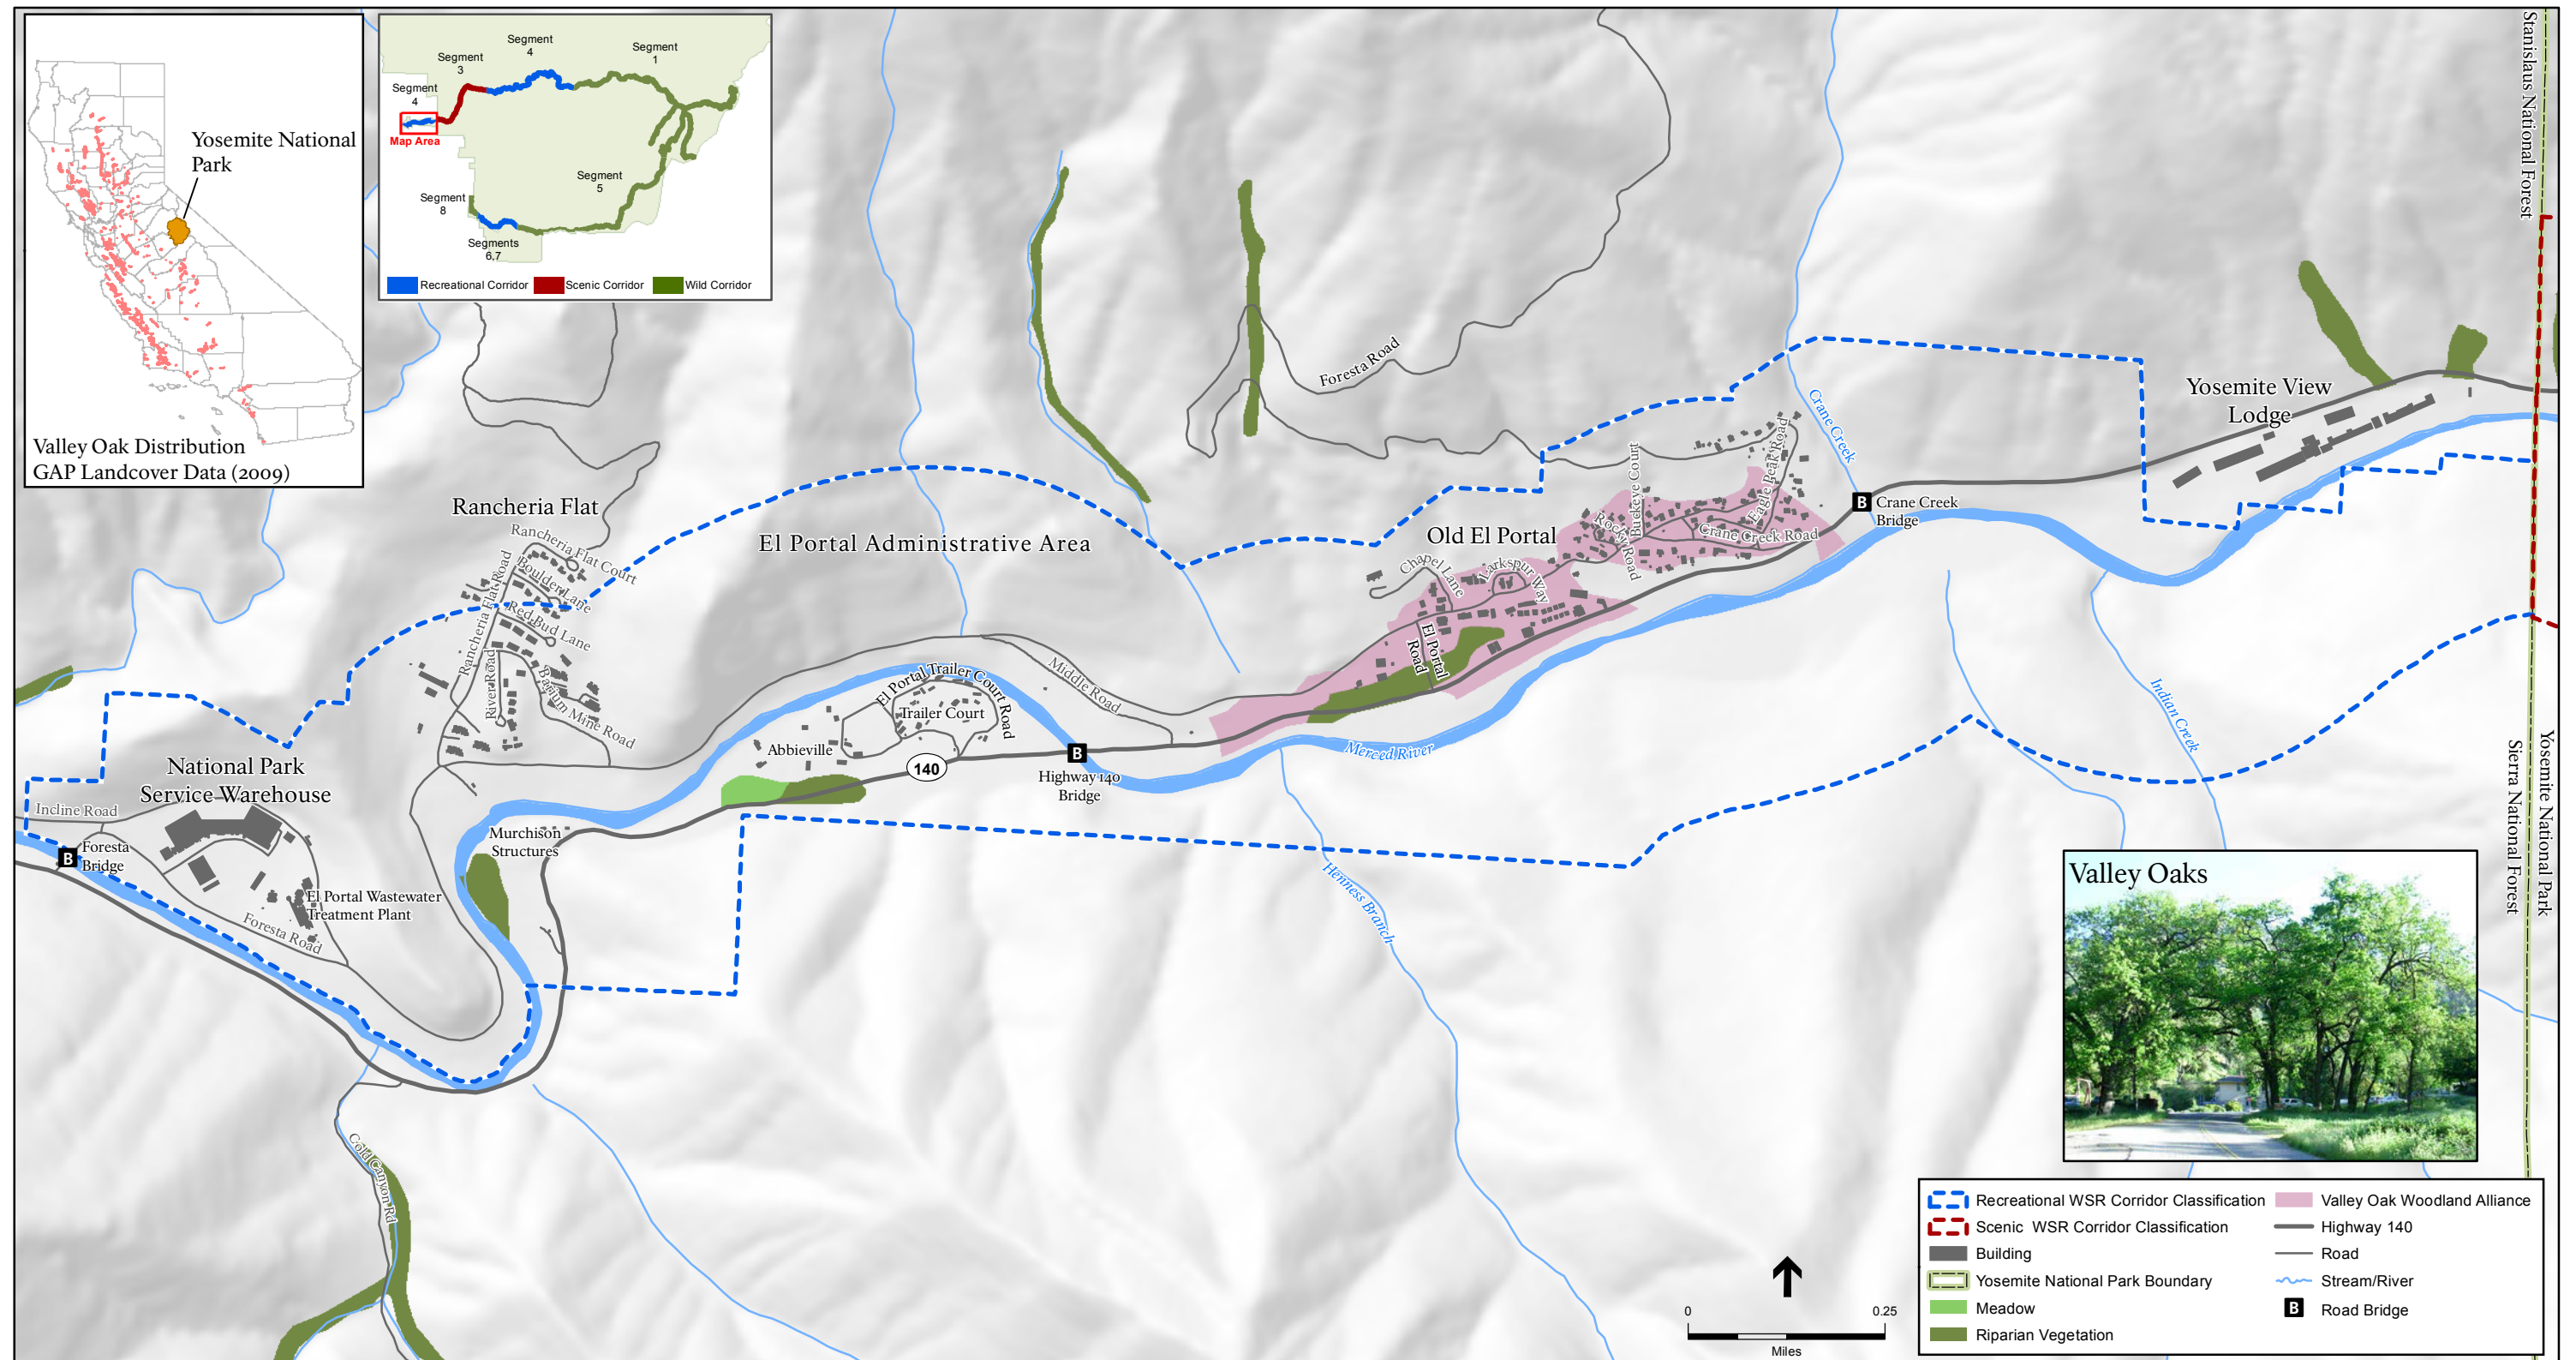 Yosemite National
Park
Valley Oak Distribution
GAP Landcover Data (2009)
Segment
4
Segment
3
Segment
4
Segment
1
Map Area
Segment
5
Segment
8
Segments
6,7
Recreational Corridor
Scenic Corridor
Wild Corridor
Stanislaus National Forest
Foresta Road
Crane Creek
Yosemite View
Lodge
Rancheria Flat
Rancheria Flat Court
Boulder Lane
Red Bud Lane
Rancheria Flat Road
River Road
Barium Mine Road
El Portal Administrative Area
Old El Portal
Buckeye Court
Eagle Peak Road
Rocky Road
Crane Creek Road
B
Crane Creek
Bridge
Chapel Lane
Larkspur Way
El Portal
Road
El Portal Trailer Court Road
Trailer Court
Middle Road
Abbieville
140
B
Highway 140
Bridge
Merced River
Indian Creek
National Park
Service Warehouse
Incline Road
B
Foresta
Bridge
El Portal Wastewater
Treatment Plant
Foresta Road
Murchison
Structures
Henness Branch
Cold Canyon Rd
Sierra National Forest
Yosemite National Park
Valley Oaks
0
0.25
Miles
Recreational WSR Corridor Classification
Scenic WSR Corridor Classification
Building
Yosemite National Park Boundary
Meadow
Riparian Vegetation
Valley Oak Woodland Alliance
Highway 140
Road
Stream/River
B
Road Bridge